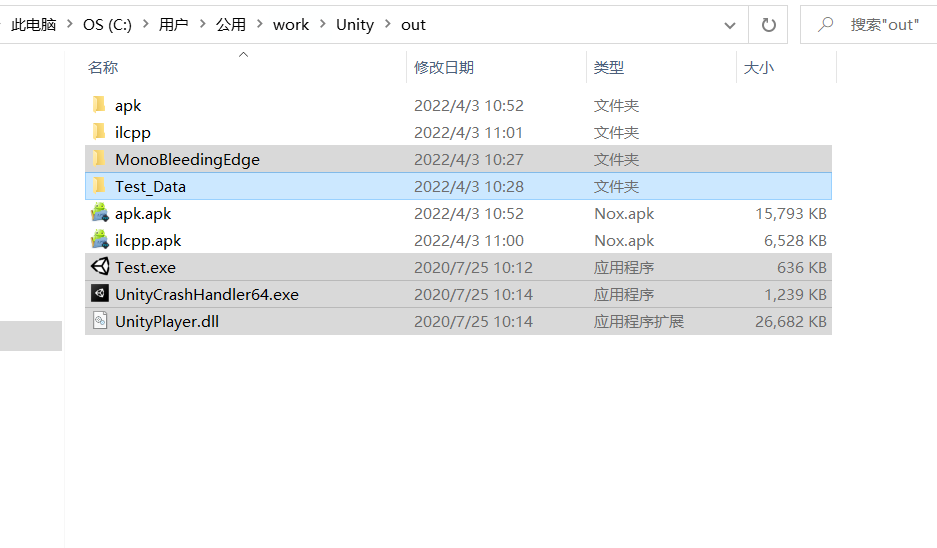 此电脑 > OS (C:) > 用户 > 公用 > work > Unity > out 搜索"out"
名称 修改日期 类型 大小
apk 2022/4/3 10:52 文件夹
ilcpp 2022/4/3 11:01 文件夹
MonoBleedingEdge 2022/4/3 10:27 文件夹
Test_Data 2022/4/3 10:28 文件夹
apk.apk 2022/4/3 10:52 Nox.apk 15,793 KB
ilcpp.apk 2022/4/3 11:00 Nox.apk 6,528 KB
Test.exe 2020/7/25 10:12 应用程序 636 KB
UnityCrashHandler64.exe 2020/7/25 10:14 应用程序 1,239 KB
UnityPlayer.dll 2020/7/25 10:14 应用程序扩展 26,682 KB